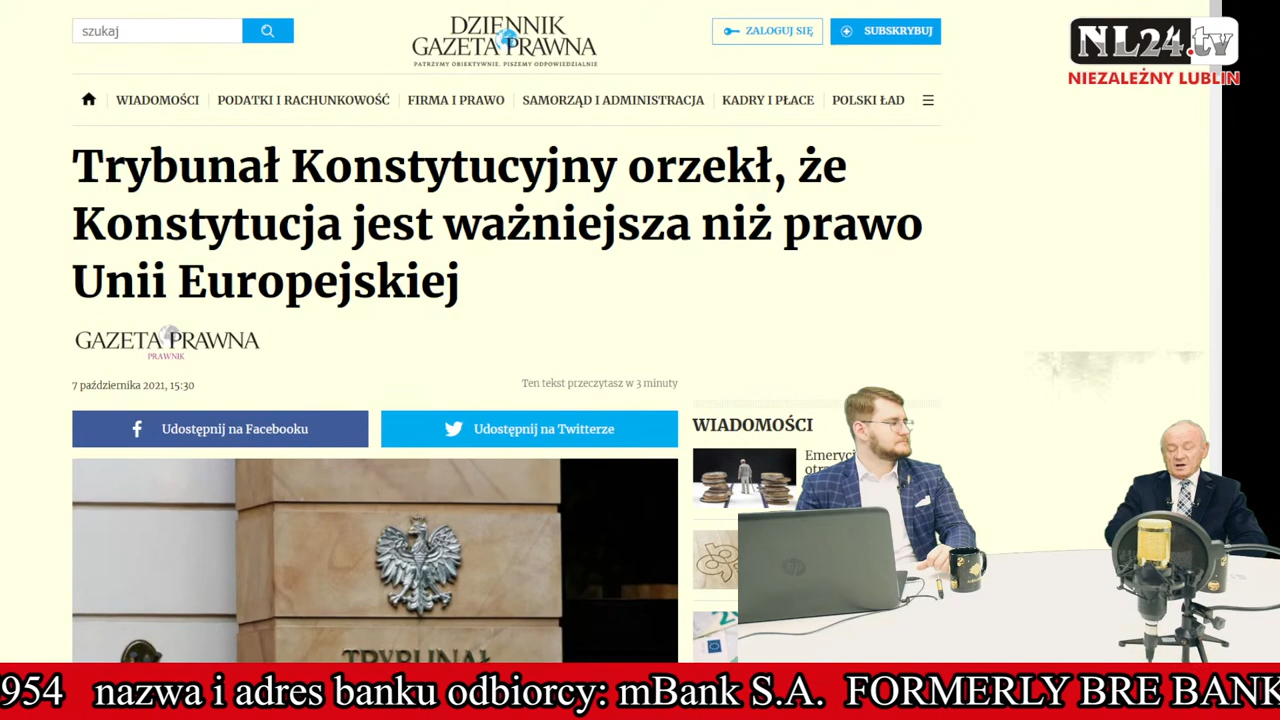 szukaj
DZIENNIK
GAZETA PRAWNA
PATRZYMY OBIEKTYWNIE. PISZEMY ODPOWIEDZIALNIE
ZALOGUJ SIĘ
SUBSKRYBUJ
NL24.tv
NIEZALEŻNY LUBLIN
WIADOMOŚCI
PODATKI I RACHUNKOWOŚĆ
FIRMA I PRAWO
SAMORZĄD I ADMINISTRACJA
KADRY I PŁACE
POLSKI ŁAD
Trybunał Konstytucyjny orzekł, że
Konstytucja jest ważniejsza niż prawo
Unii Europejskiej
GAZETA PRAWNA
PRAWNIK
7 października 2021, 15:30
Ten tekst przeczytasz w 3 minuty
Udostępnij na Facebooku
Udostępnij na Twitterze
WIADOMOŚCI
TRYBUNAŁ
954 nazwa i adres banku odbiorcy: mBank S.A. FORMERLY BRE BANK